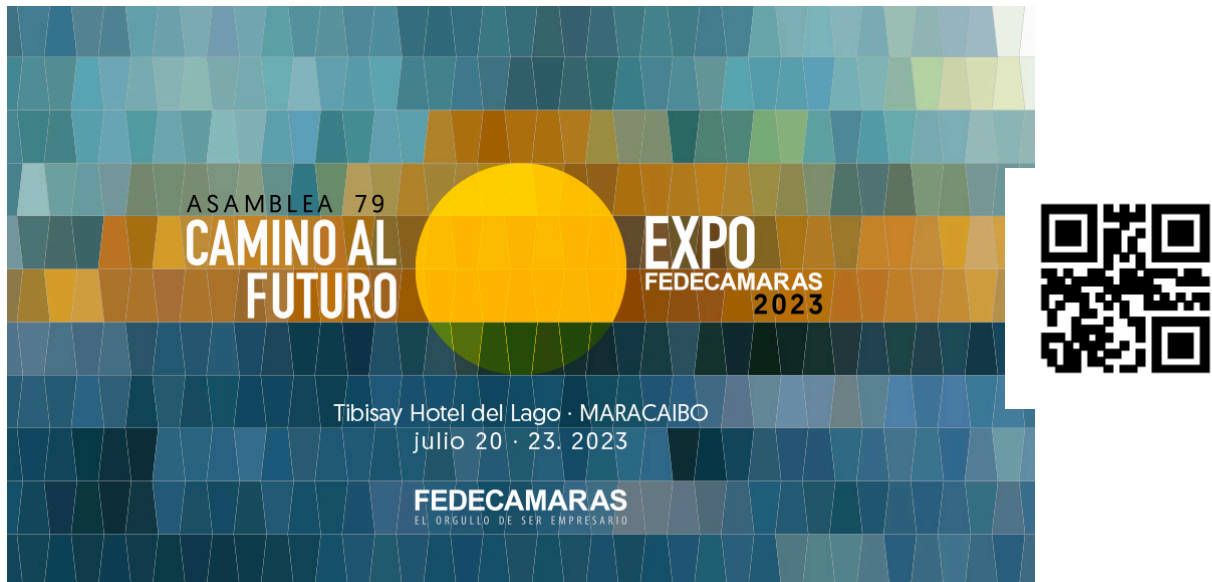 ASAMBLEA 79
CAMINO AL
FUTURO
EXPO
FEDECAMARAS
2023
Tibisay Hotel del Lago · MARACAIBO
julio 20 · 23. 2023
FEDECAMARAS
EL ORGULLO DE SER EMPRESARIO